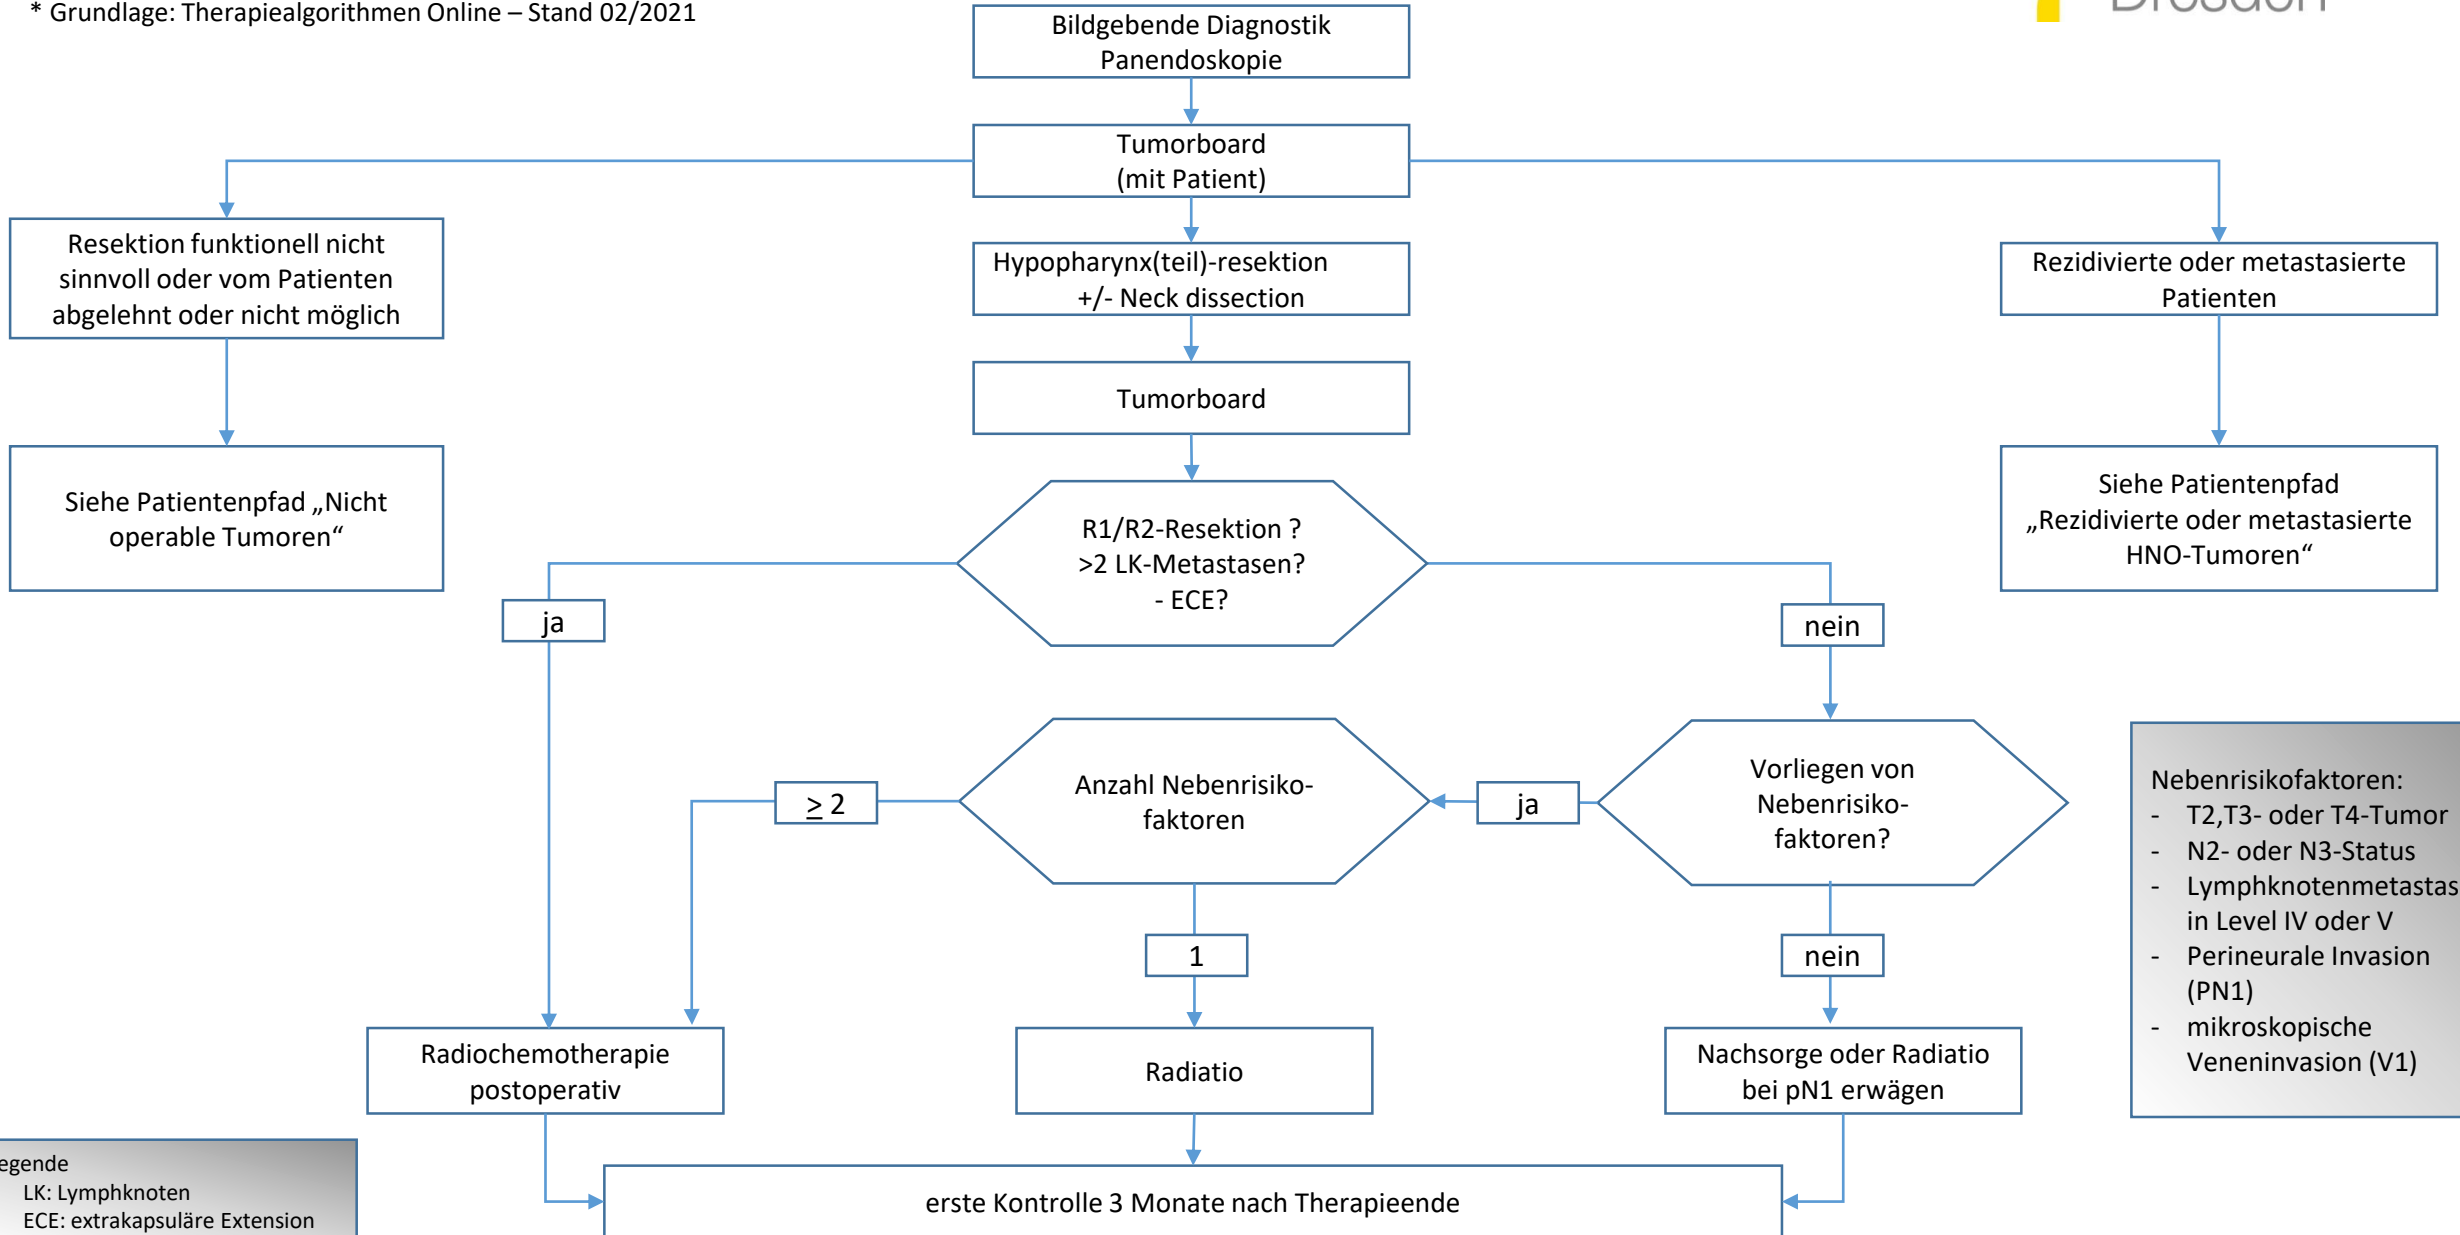 * Grundlage: Therapiealgorithmen Online – Stand 02/2021
Bildgebende Diagnostik
Panendoskopie
Tumorboard
(mit Patient)
Resektion funktionell nicht
sinnvoll oder vom Patienten
abgelehnt oder nicht möglich
Hypopharynx(teil)-resektion
+/- Neck dissection
Rezidivierte oder metastasierte
Patienten
Tumorboard
Siehe Patientenpfad „Nicht
operable Tumoren“
Siehe Patientenpfad
„Rezidivierte oder metastasierte
HNO-Tumoren“
R1/R2-Resektion ?
>2 LK-Metastasen?
- ECE?
ja
nein
Anzahl Nebenrisiko-
faktoren
Vorliegen von
Nebenrisiko-
faktoren?
≥ 2
ja
1
nein
Nebenrisikofaktoren:
- T2,T3- oder T4-Tumor
- N2- oder N3-Status
- Lymphknotenmetastas
in Level IV oder V
- Perineurale Invasion
(PN1)
- mikroskopische
Veneninvasion (V1)
Radiochemotherapie
postoperativ
Radiatio
Nachsorge oder Radiatio
bei pN1 erwägen
egende
LK: Lymphknoten
ECE: extrakapsuläre Extension
erste Kontrolle 3 Monate nach Therapieende